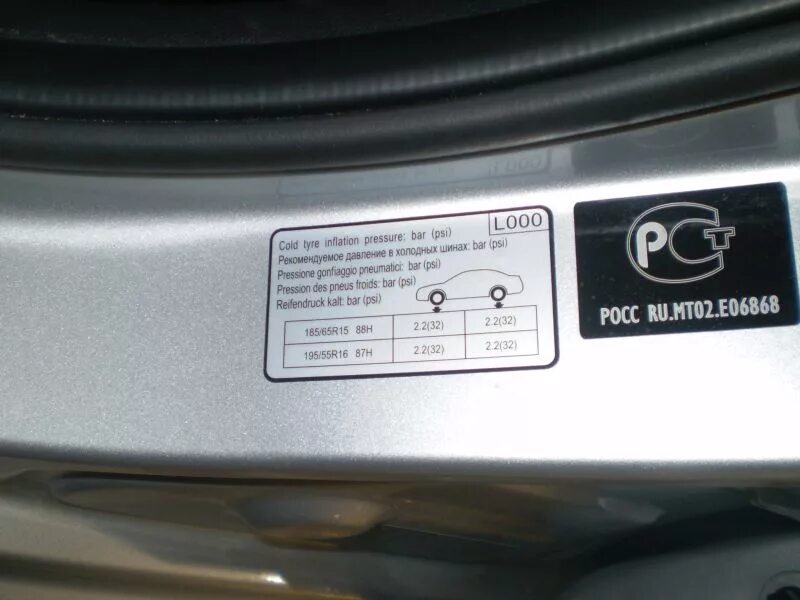 L000
Cold tyre inflation pressure: bar (psi)
Рекомендуемое давление в холодных шинах: bar (psi)
Pressione gonfiaggio pneumatici: bar (psi)
Pression des pneus froids: bar (psi)
Reifendruck kalt: bar (psi)
185/65R15 88H 2.2(32) 2.2(32)
195/55R16 87H 2.2(32) 2.2(32)
РСТ
РОСС RU.MT02.E06868